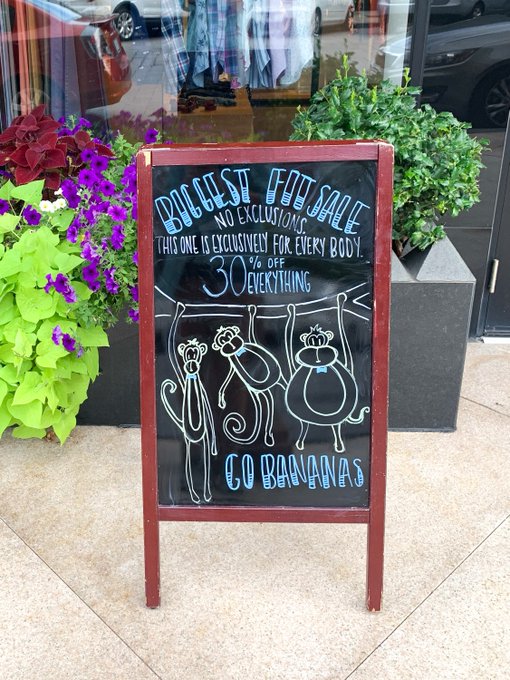 BIGGEST FIT SALE
NO EXCLUSIONS.
THIS ONE IS EXCLUSIVELY FOR EVERY BODY.
30% OFF
EVERYTHING
GO BANANAS